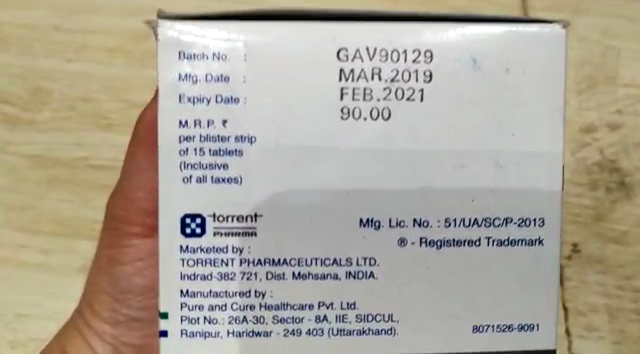 Batch No. : GAV90129
Mfg. Date : MAR.2019
Expiry Date : FEB.2021
M.R.P. ₹ 90.00
per blister strip
of 15 tablets
(Inclusive
of all taxes)
torrent
PHARMA
Mfg. Lic. No. : 51/UA/SC/P-2013
® - Registered Trademark
Marketed by :
TORRENT PHARMACEUTICALS LTD.
Indrad-382 721, Dist. Mehsana, INDIA.
Manufactured by :
Pure and Cure Healthcare Pvt. Ltd.
Plot No.: 26A-30, Sector - 8A, IIE, SIDCUL,
Ranipur, Haridwar - 249 403 (Uttarakhand).
8071526-9091